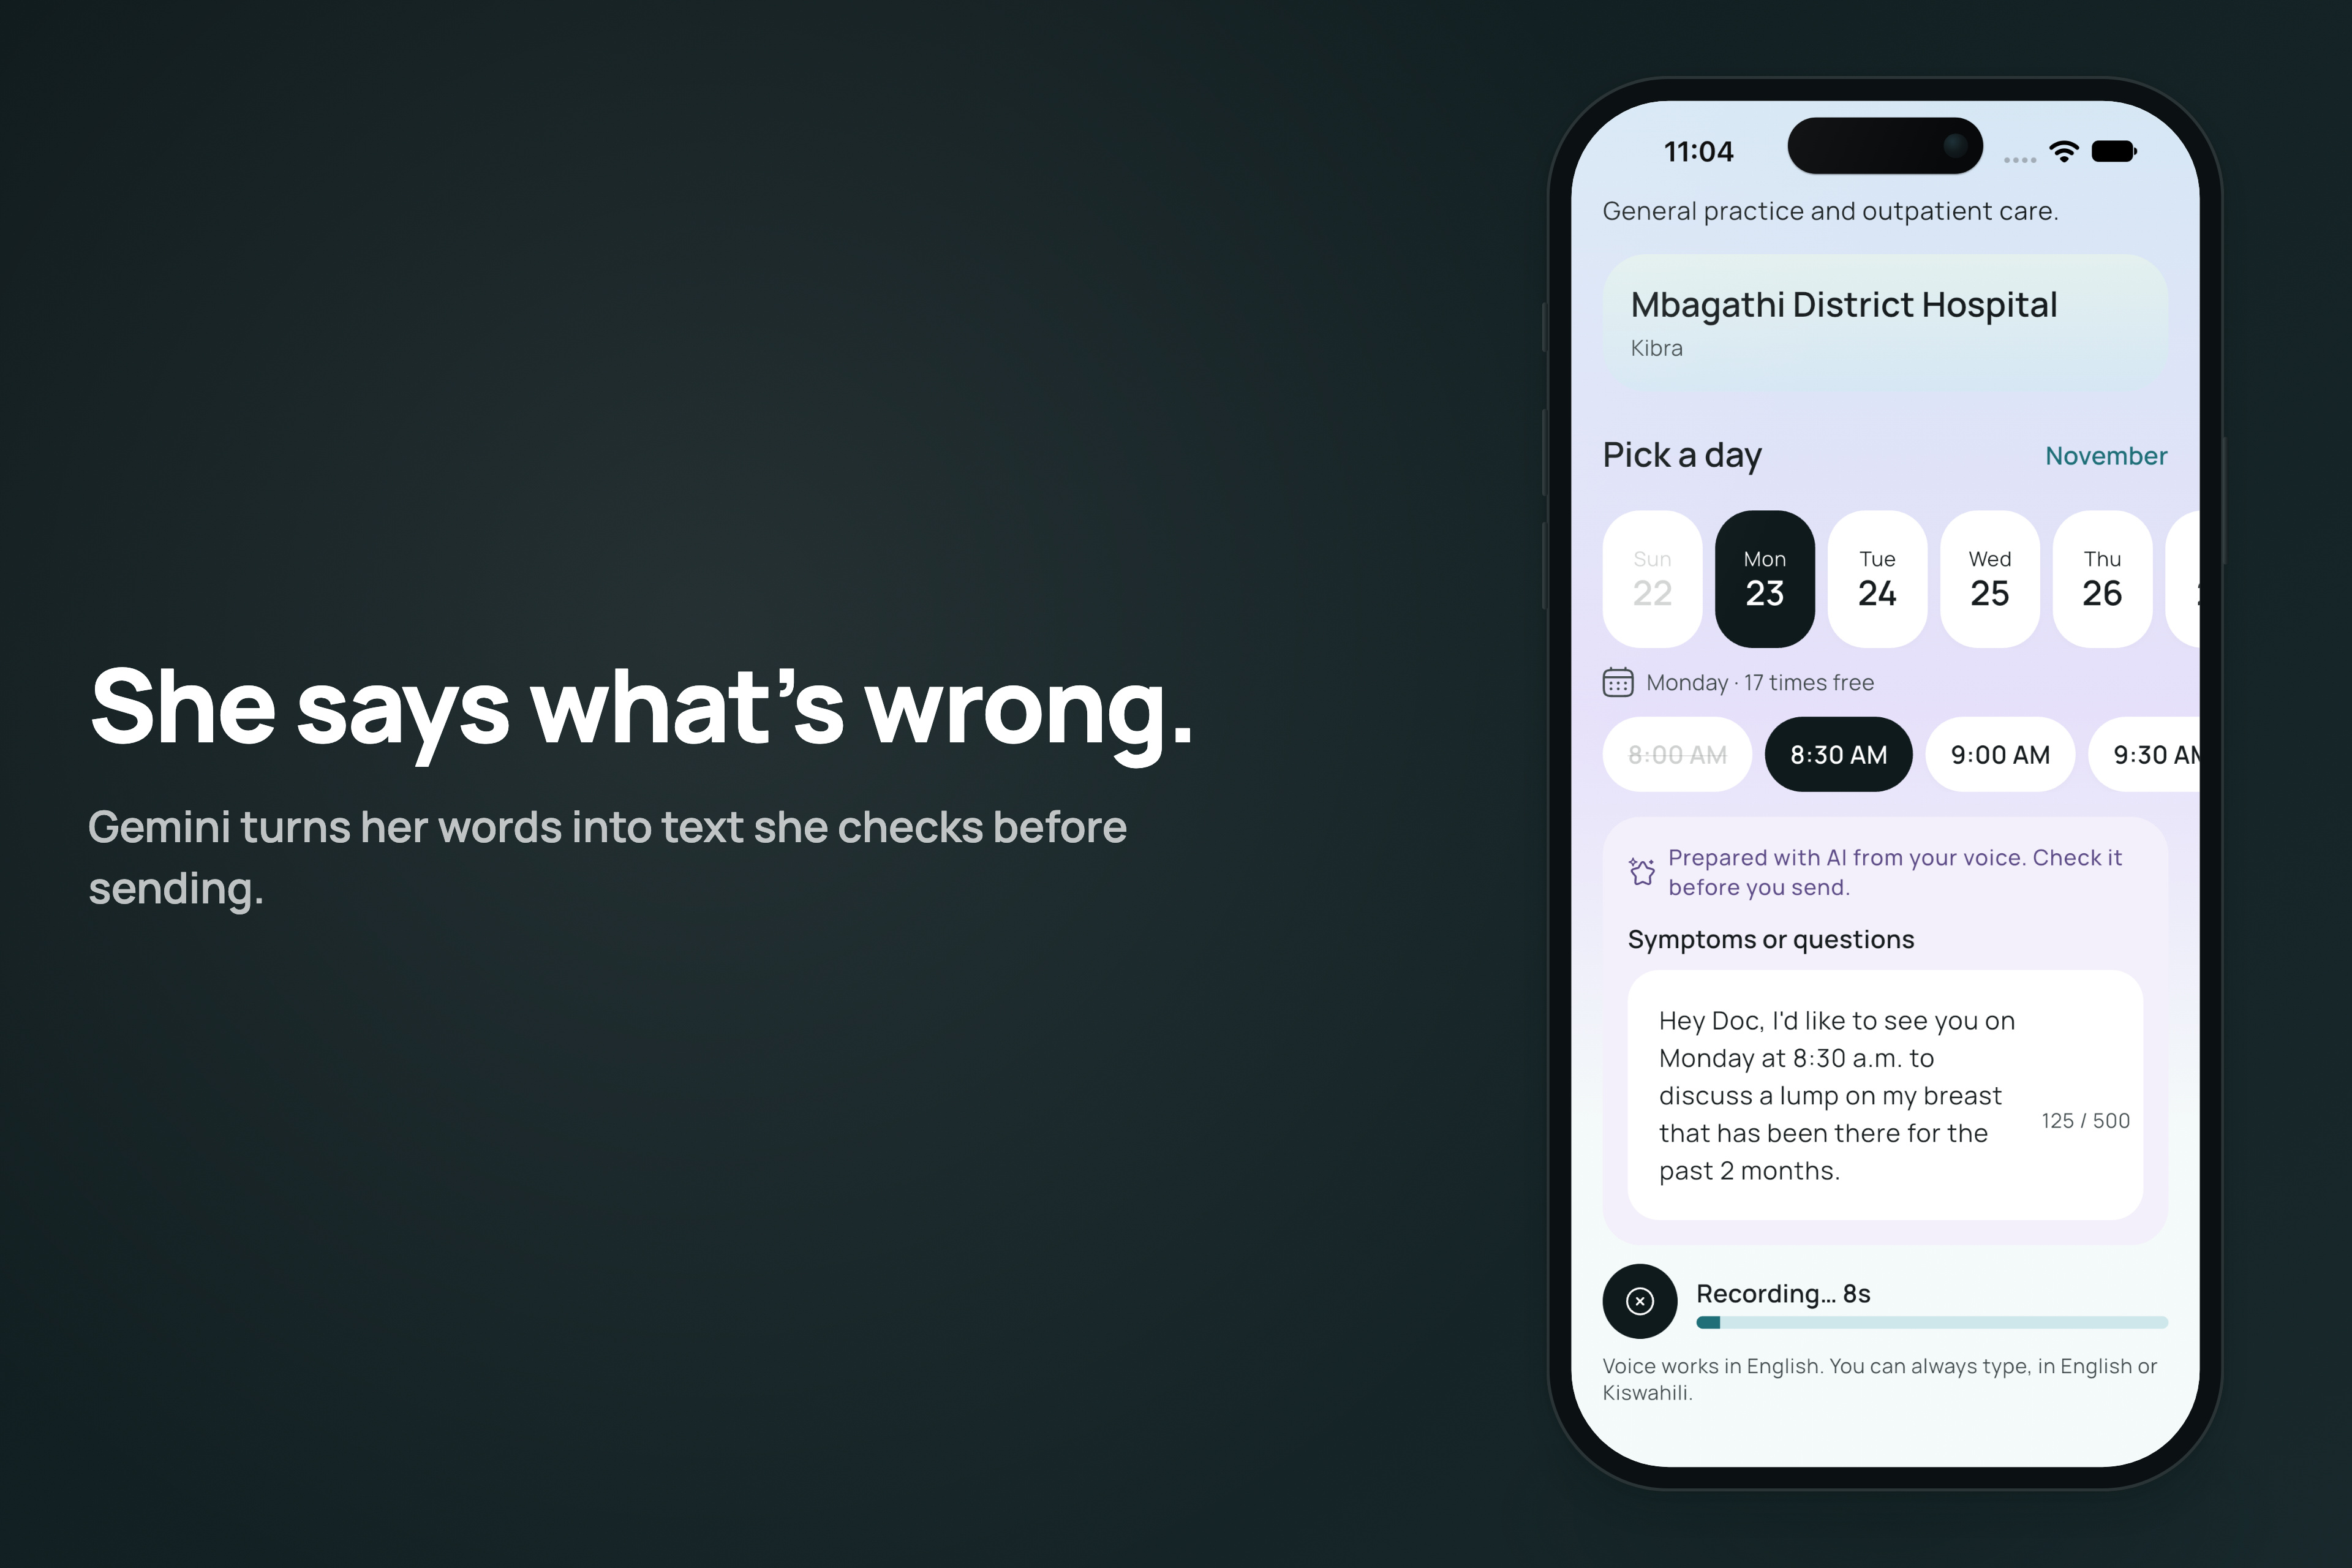 She says what’s wrong.
Gemini turns her words into text she checks before
sending.
11:04
General practice and outpatient care.
Mbagathi District Hospital
Kibra
Pick a day
November
Sun
22
Mon
23
Tue
24
Wed
25
Thu
26
Monday · 17 times free
8:00 AM
8:30 AM
9:00 AM
9:30 AM
Prepared with AI from your voice. Check it
before you send.
Symptoms or questions
Hey Doc, I'd like to see you on
Monday at 8:30 a.m. to
discuss a lump on my breast
that has been there for the
past 2 months.
125 / 500
Recording... 8s
Voice works in English. You can always type, in English or
Kiswahili.